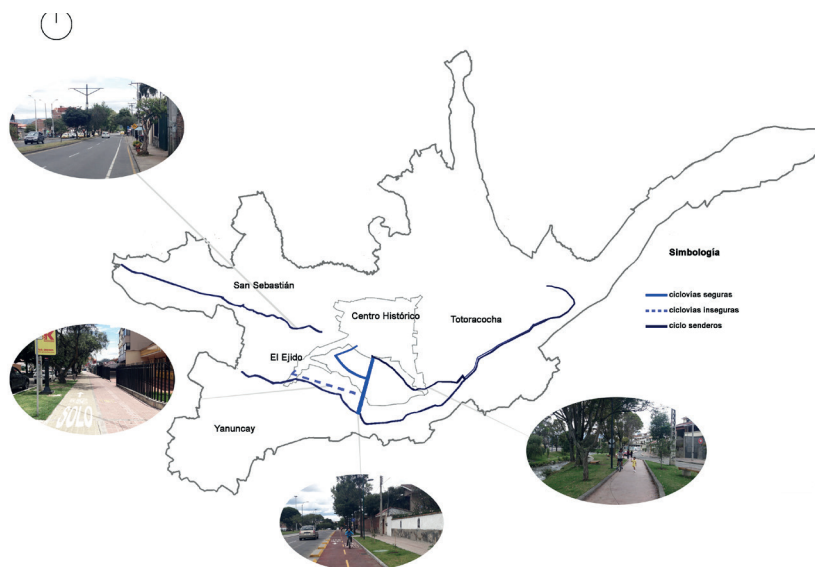 San Sebastián
Centro Histórico
Totoracocha
El Ejido
Yanuncay
Simbología
ciclovias seguras
ciclovias inseguras
ciclo senderos
SOLO